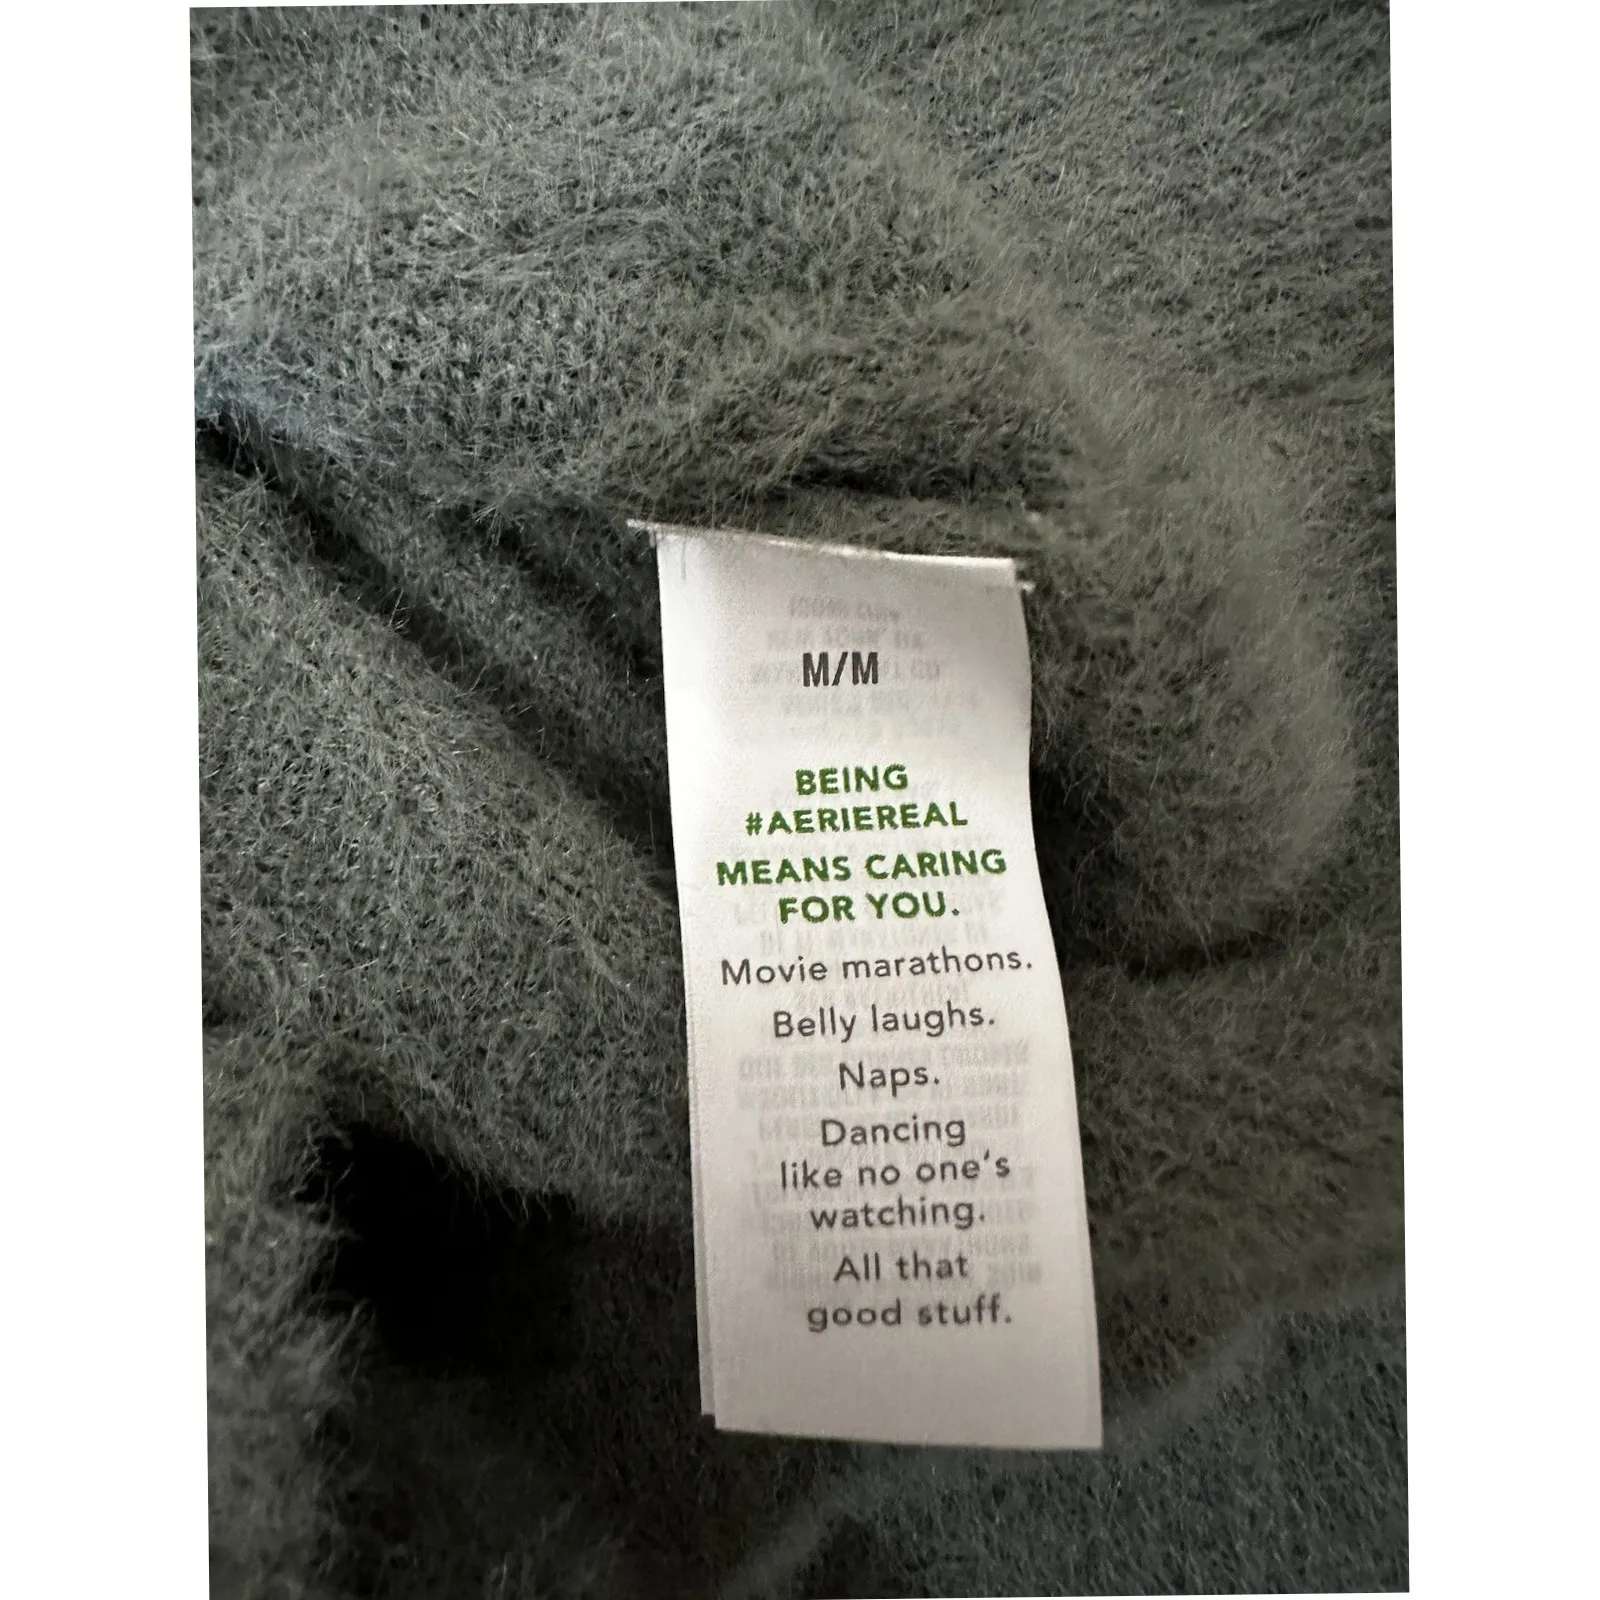 M/M
BEING
#AERIEREAL
MEANS CARING
FOR YOU.
Movie marathons.
Belly laughs.
Naps.
Dancing
like no one's
watching.
All that
good stuff.